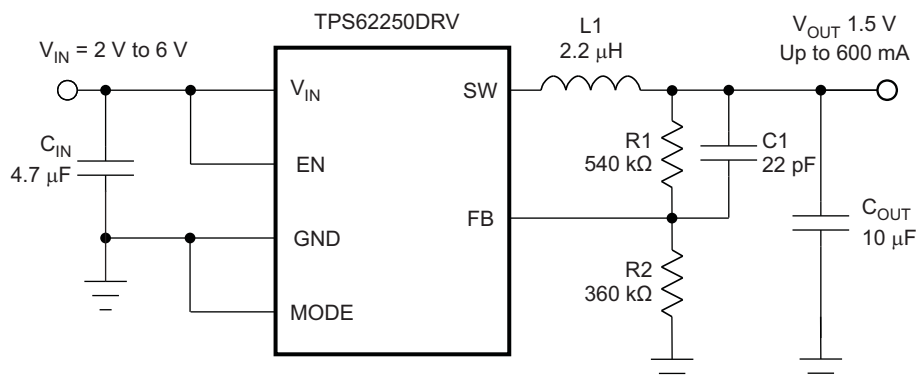 TPS62250DRV
V_IN = 2 V to 6 V
L1
2.2 μH
V_OUT 1.5 V
Up to 600 mA
V_IN
SW
C_IN
4.7 μF
EN
R1
540 kΩ
C1
22 pF
GND
FB
C_OUT
10 μF
R2
360 kΩ
MODE